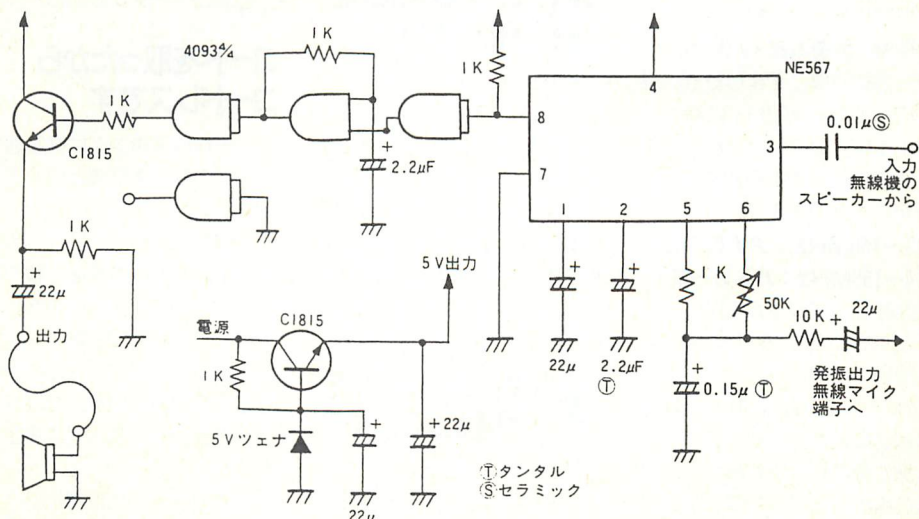 4093 4/4
1K
1K
1K
C1815
2.2μF
1K
22μ
出力
NE567
4
8
7
3
1
2
5
6
0.01μⓈ
入力
無線機の
スピーカーから
22μ
2.2μF
Ⓣ
1K
50K
10K
22μ
0.15μⓉ
発振出力
無線マイク
端子へ
電源
C1815
5V出力
1K
5Vツェナ
22μ
22μ
Ⓣタンタル
Ⓢセラミック